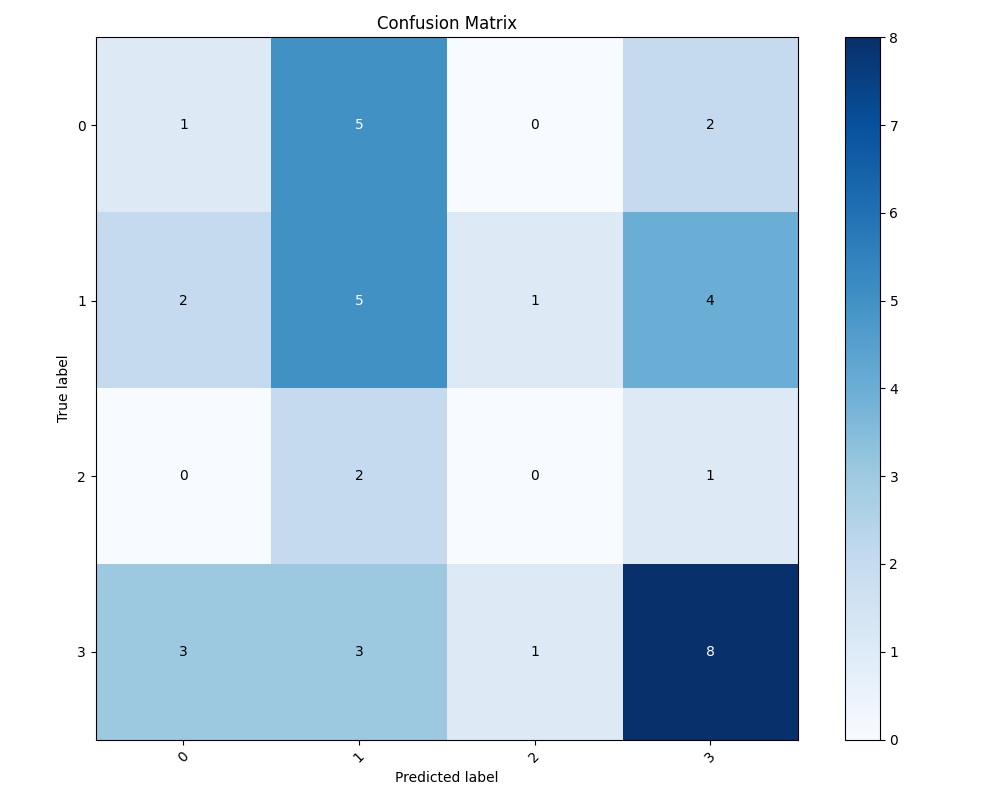 Confusion Matrix
True label
0 1 5 0 2
1 2 5 1 4
2 0 2 0 1
3 3 3 1 8
0 1 2 3
Predicted label
8
7
6
5
4
3
2
1
0